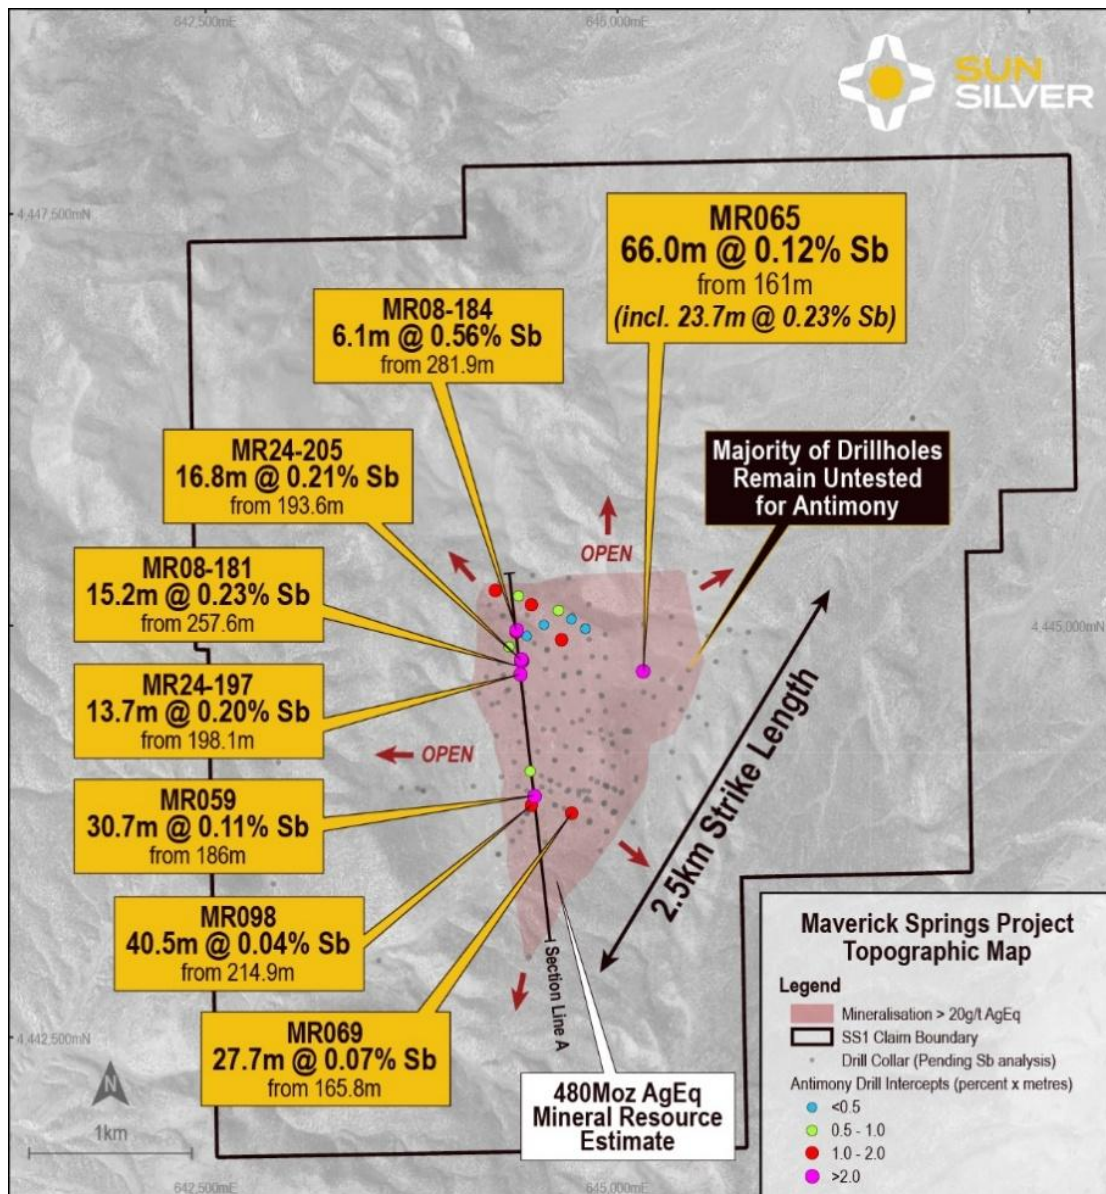 642,500mE
645,000mE
SUN
SILVER
4,447,500mN
MR065
66.0m @ 0.12% Sb
from 161m
(incl. 23.7m @ 0.23% Sb)
MR08-184
6.1m @ 0.56% Sb
from 281.9m
MR24-205
16.8m @ 0.21% Sb
from 193.6m
Majority of Drillholes
Remain Untested
for Antimony
OPEN
MR08-181
15.2m @ 0.23% Sb
from 257.6m
4,445,000mN
MR24-197
13.7m @ 0.20% Sb
from 198.1m
OPEN
2.5km Strike Length
MR059
30.7m @ 0.11% Sb
from 186m
MR098
40.5m @ 0.04% Sb
from 214.9m
Section Line A
MR069
27.7m @ 0.07% Sb
from 165.8m
4,442,500mN
N
1km
480Moz AgEq
Mineral Resource
Estimate
Maverick Springs Project
Topographic Map
Legend
Mineralisation > 20g/t AgEq
SS1 Claim Boundary
Drill Collar (Pending Sb analysis)
Antimony Drill Intercepts (percent x metres)
<0.5
0.5 - 1.0
1.0 - 2.0
>2.0
642,500mE
645,000mE